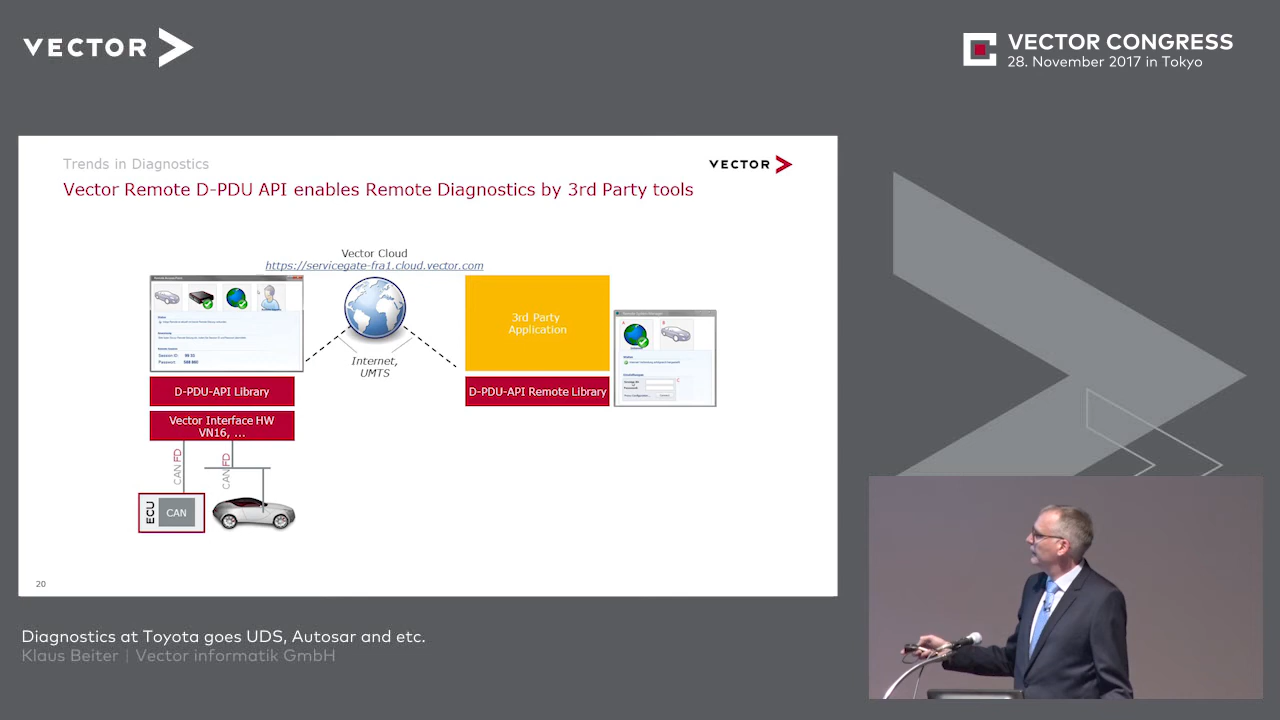 VECTOR
VECTOR CONGRESS
28. November 2017 in Tokyo
Trends in Diagnostics
VECTOR
Vector Remote D-PDU API enables Remote Diagnostics by 3rd Party tools
Vector Cloud
https://servicegate-fra1.cloud.vector.com
3rd Party
Application
Internet,
UMTS
D-PDU-API Library
D-PDU-API Remote Library
Vector Interface HW
VN16, ...
CAN FD
CAN FD
ECU
CAN
20
Diagnostics at Toyota goes UDS, Autosar and etc.
Klaus Beiter | Vector informatik GmbH